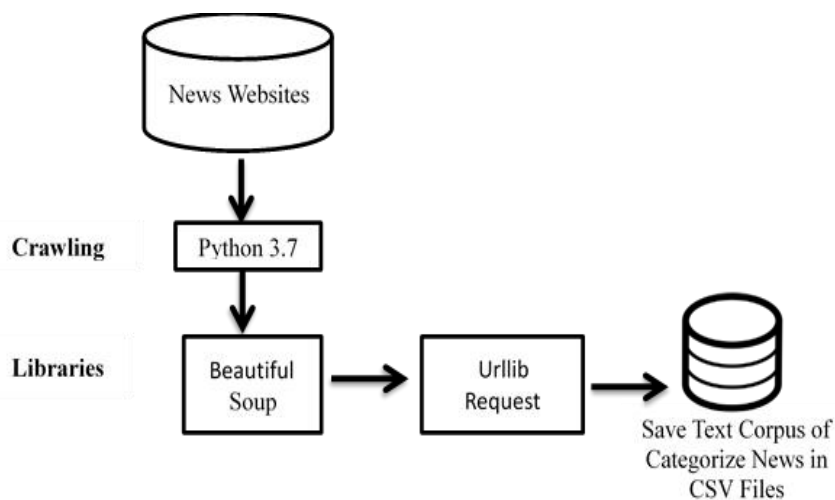 News Websites
Crawling
Python 3.7
Libraries
Beautiful
Soup
Urllib
Request
Save Text Corpus of
Categorize News in
CSV Files